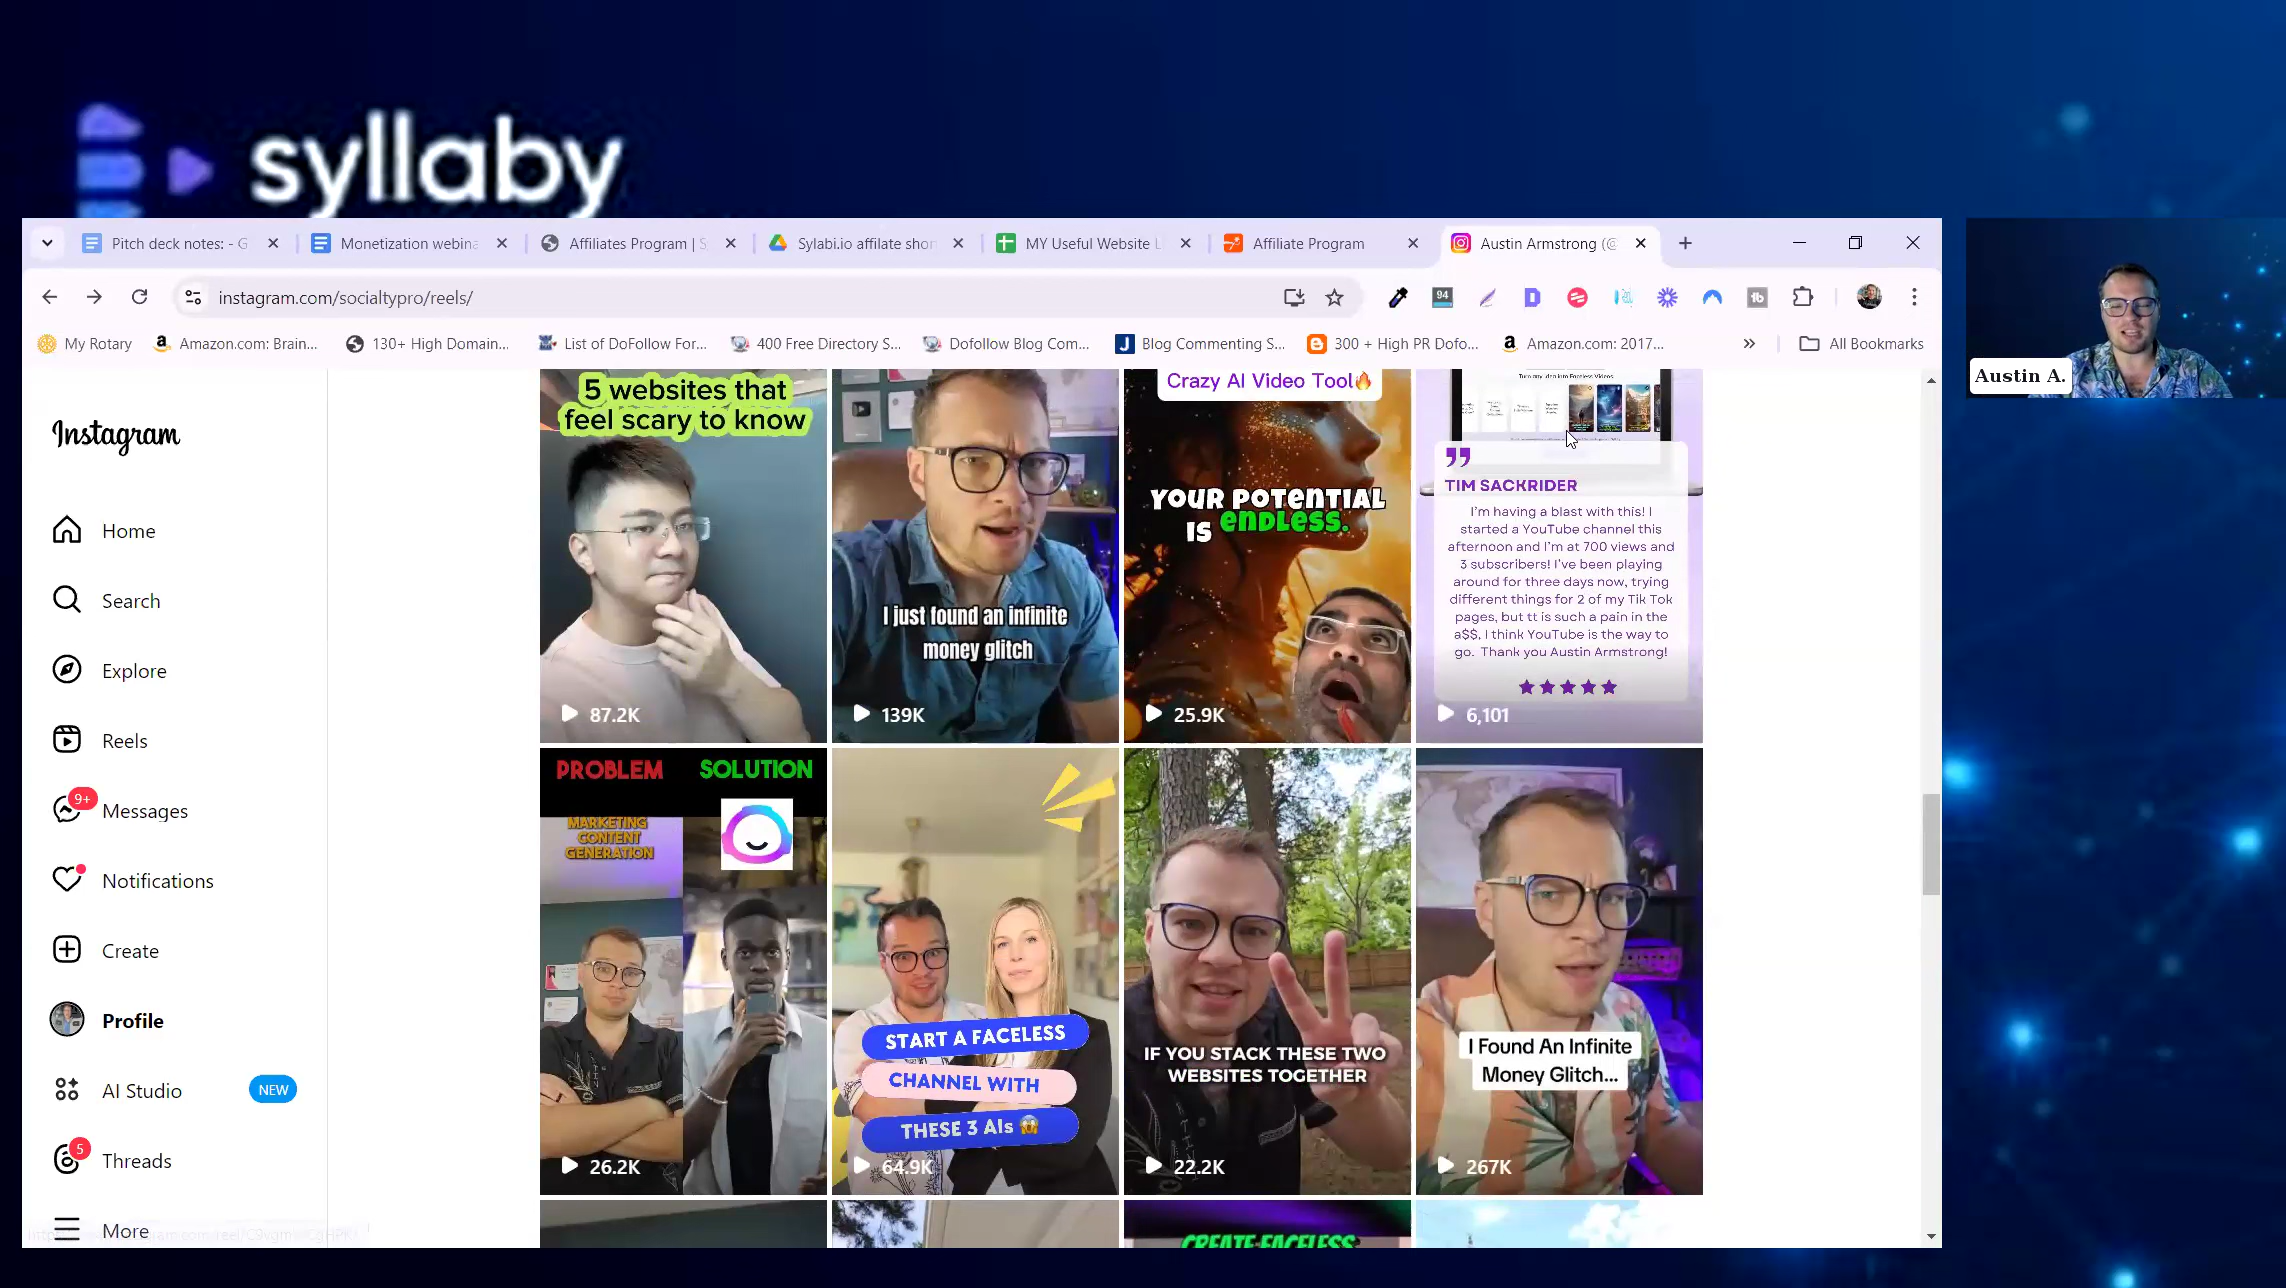 syllaby
Pitch deck notes: - G
Monetization webina
Affiliates Program | S
Sylabi.io affilate shor
MY Useful Website L
Affiliate Program
Austin Armstrong (@
instagram.com/socialtypro/reels/
94
My Rotary
Amazon.com: Brain...
130+ High Domain...
List of DoFollow For...
400 Free Directory S...
Dofollow Blog Com...
Blog Commenting S...
300 + High PR Dofo...
Amazon.com: 2017...
All Bookmarks
Austin A.
Instagram
Home
Search
Explore
Reels
9+
Messages
Notifications
Create
Profile
AI Studio
NEW
5
Threads
More
5 websites that
feel scary to know
87.2K
I just found an infinite
money glitch
139K
Crazy AI Video Tool🔥
YOUR POTENTIAL
IS ENDLESS.
25.9K
Turn any idea into Faceless Videos
TIM SACKRIDER
I'm having a blast with this! I
started a YouTube channel this
afternoon and I'm at 700 views and
3 subscribers! I've been playing
around for three days now, trying
different things for 2 of my Tik Tok
pages, but tt is such a pain in the
a$$, I think YouTube is the way to
go. Thank you Austin Armstrong!
6,101
PROBLEM SOLUTION
MARKETING
CONTENT
GENERATION
26.2K
START A FACELESS
CHANNEL WITH
THESE 3 AIs 😱
64.9K
IF YOU STACK THESE TWO
WEBSITES TOGETHER
22.2K
I Found An Infinite
Money Glitch...
267K
CREATE FACELESS